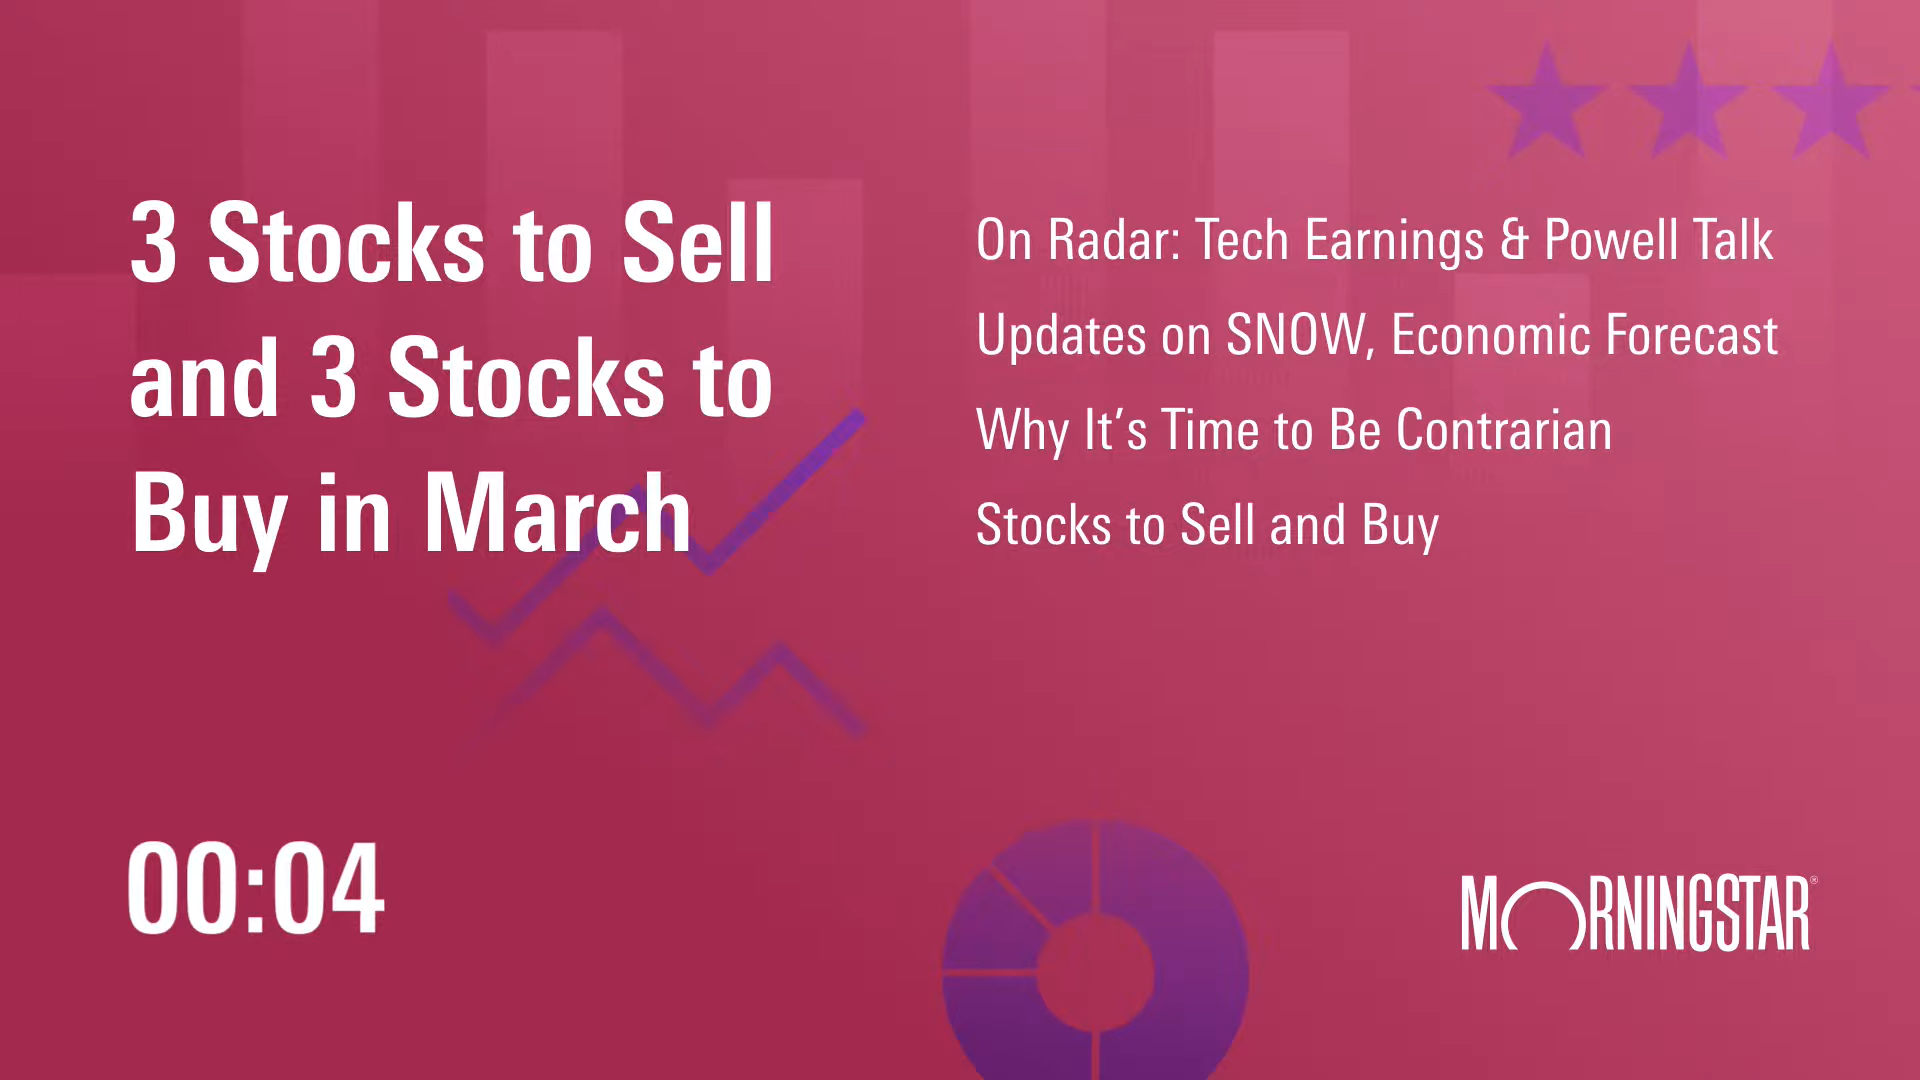 3 Stocks to Sell
and 3 Stocks to
Buy in March
On Radar: Tech Earnings & Powell Talk
Updates on SNOW, Economic Forecast
Why It’s Time to Be Contrarian
Stocks to Sell and Buy
00:04
MORNINGSTAR®